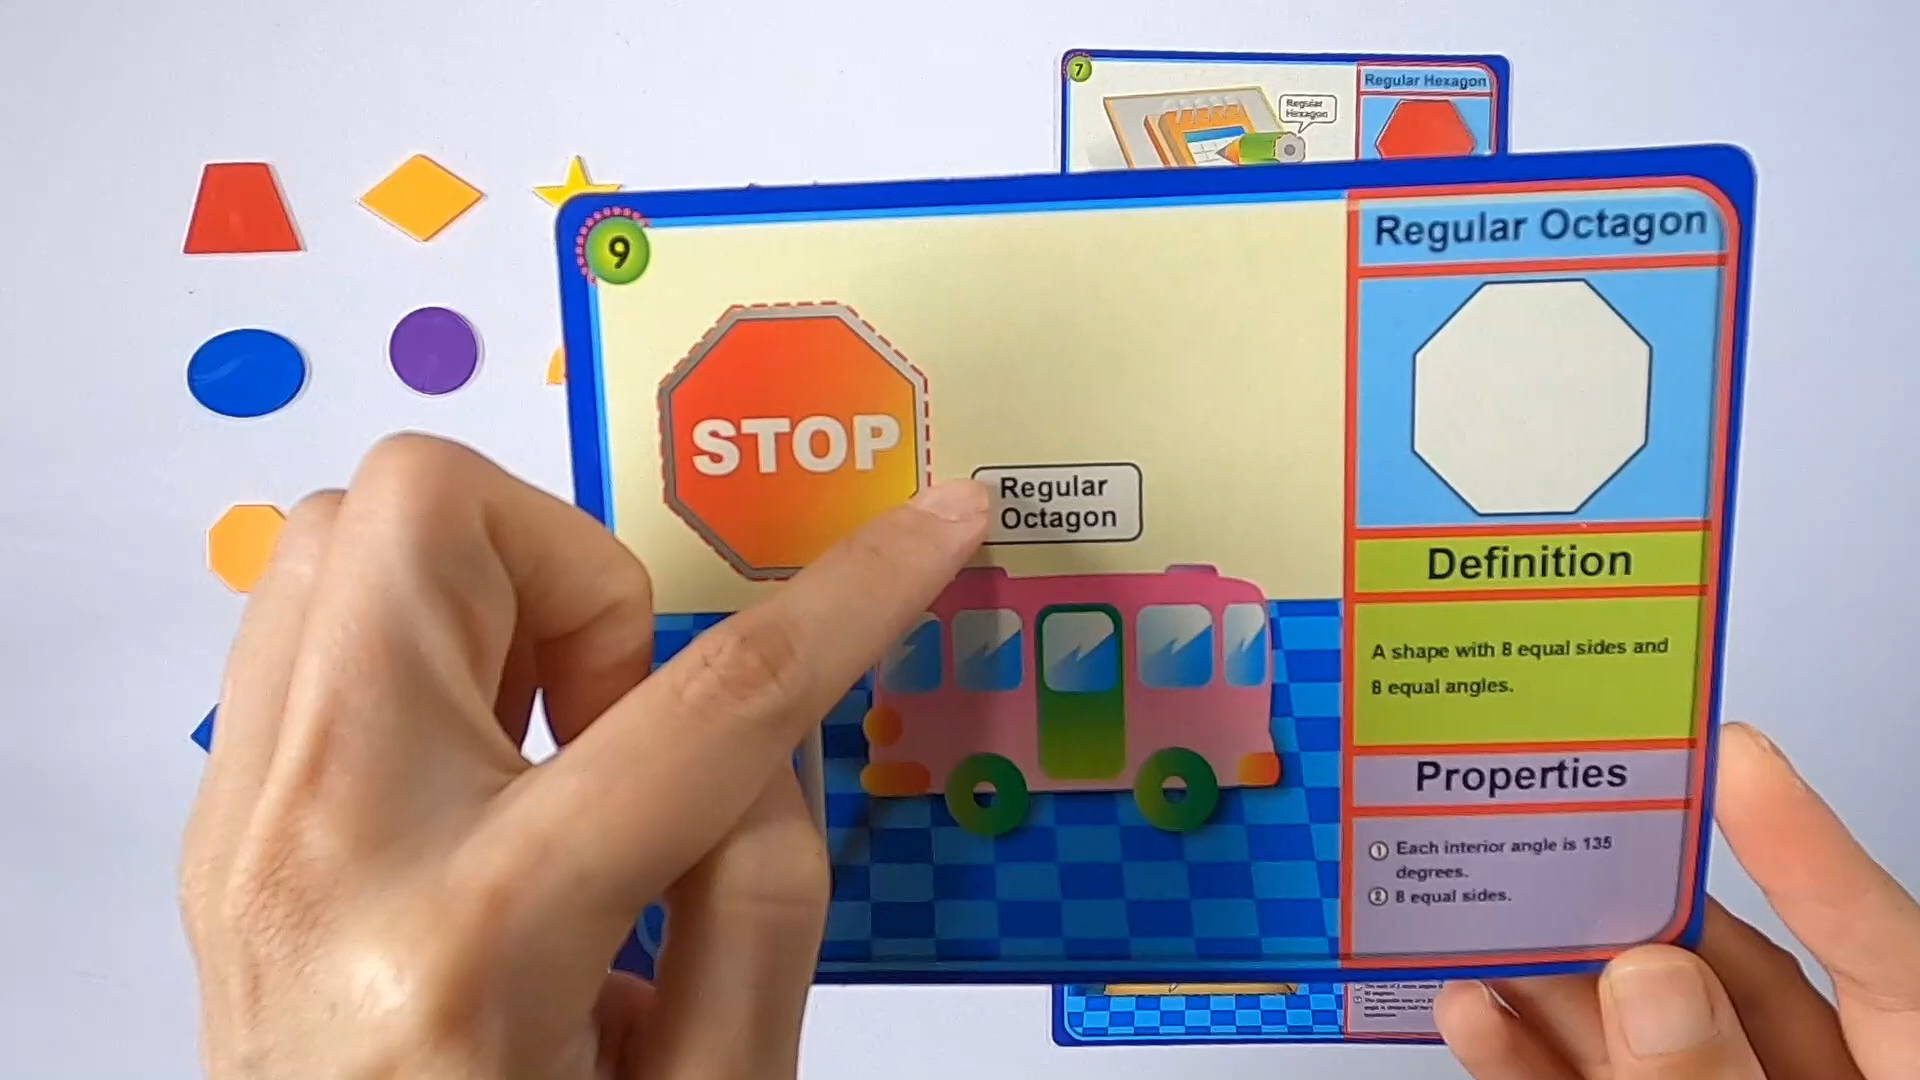 7
Regular Hexagon
Regular
Hexagon
9
Regular Octagon
STOP
Regular
Octagon
Definition
A shape with 8 equal sides and
8 equal angles.
Properties
① Each interior angle is 135
degrees.
② 8 equal sides.